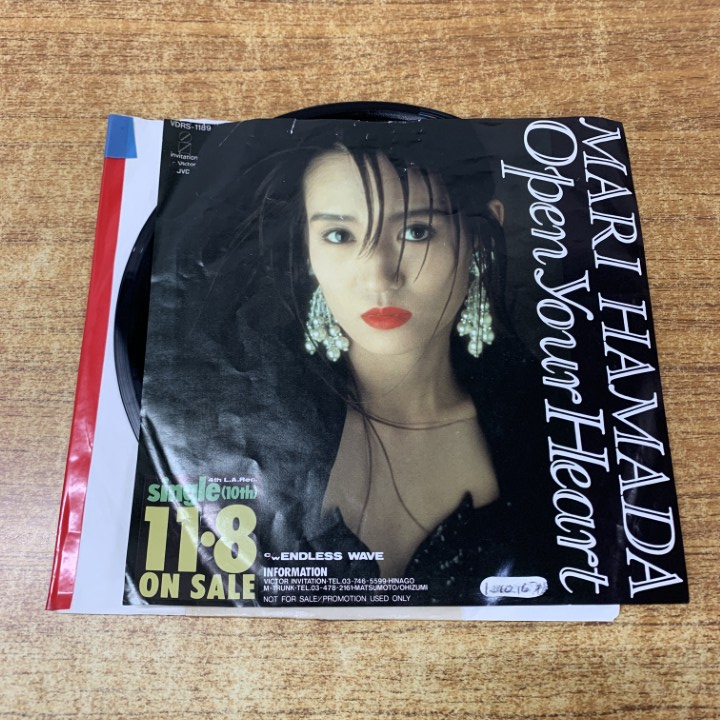 VDRS-1189
invitation
Victor
JVC
MARI HAMADA
Open Your Heart
4th L.A.Rec.
single(10th)
11·8
ON SALE
C/W ENDLESS WAVE
INFORMATION
VICTOR INVITATION·TEL.03-746-5599·HINAGO
M-TRUNK·TEL.03-478-2161·MATSUMOTO/OHIZUMI
NOT FOR SALE/PROMOTION USED ONLY